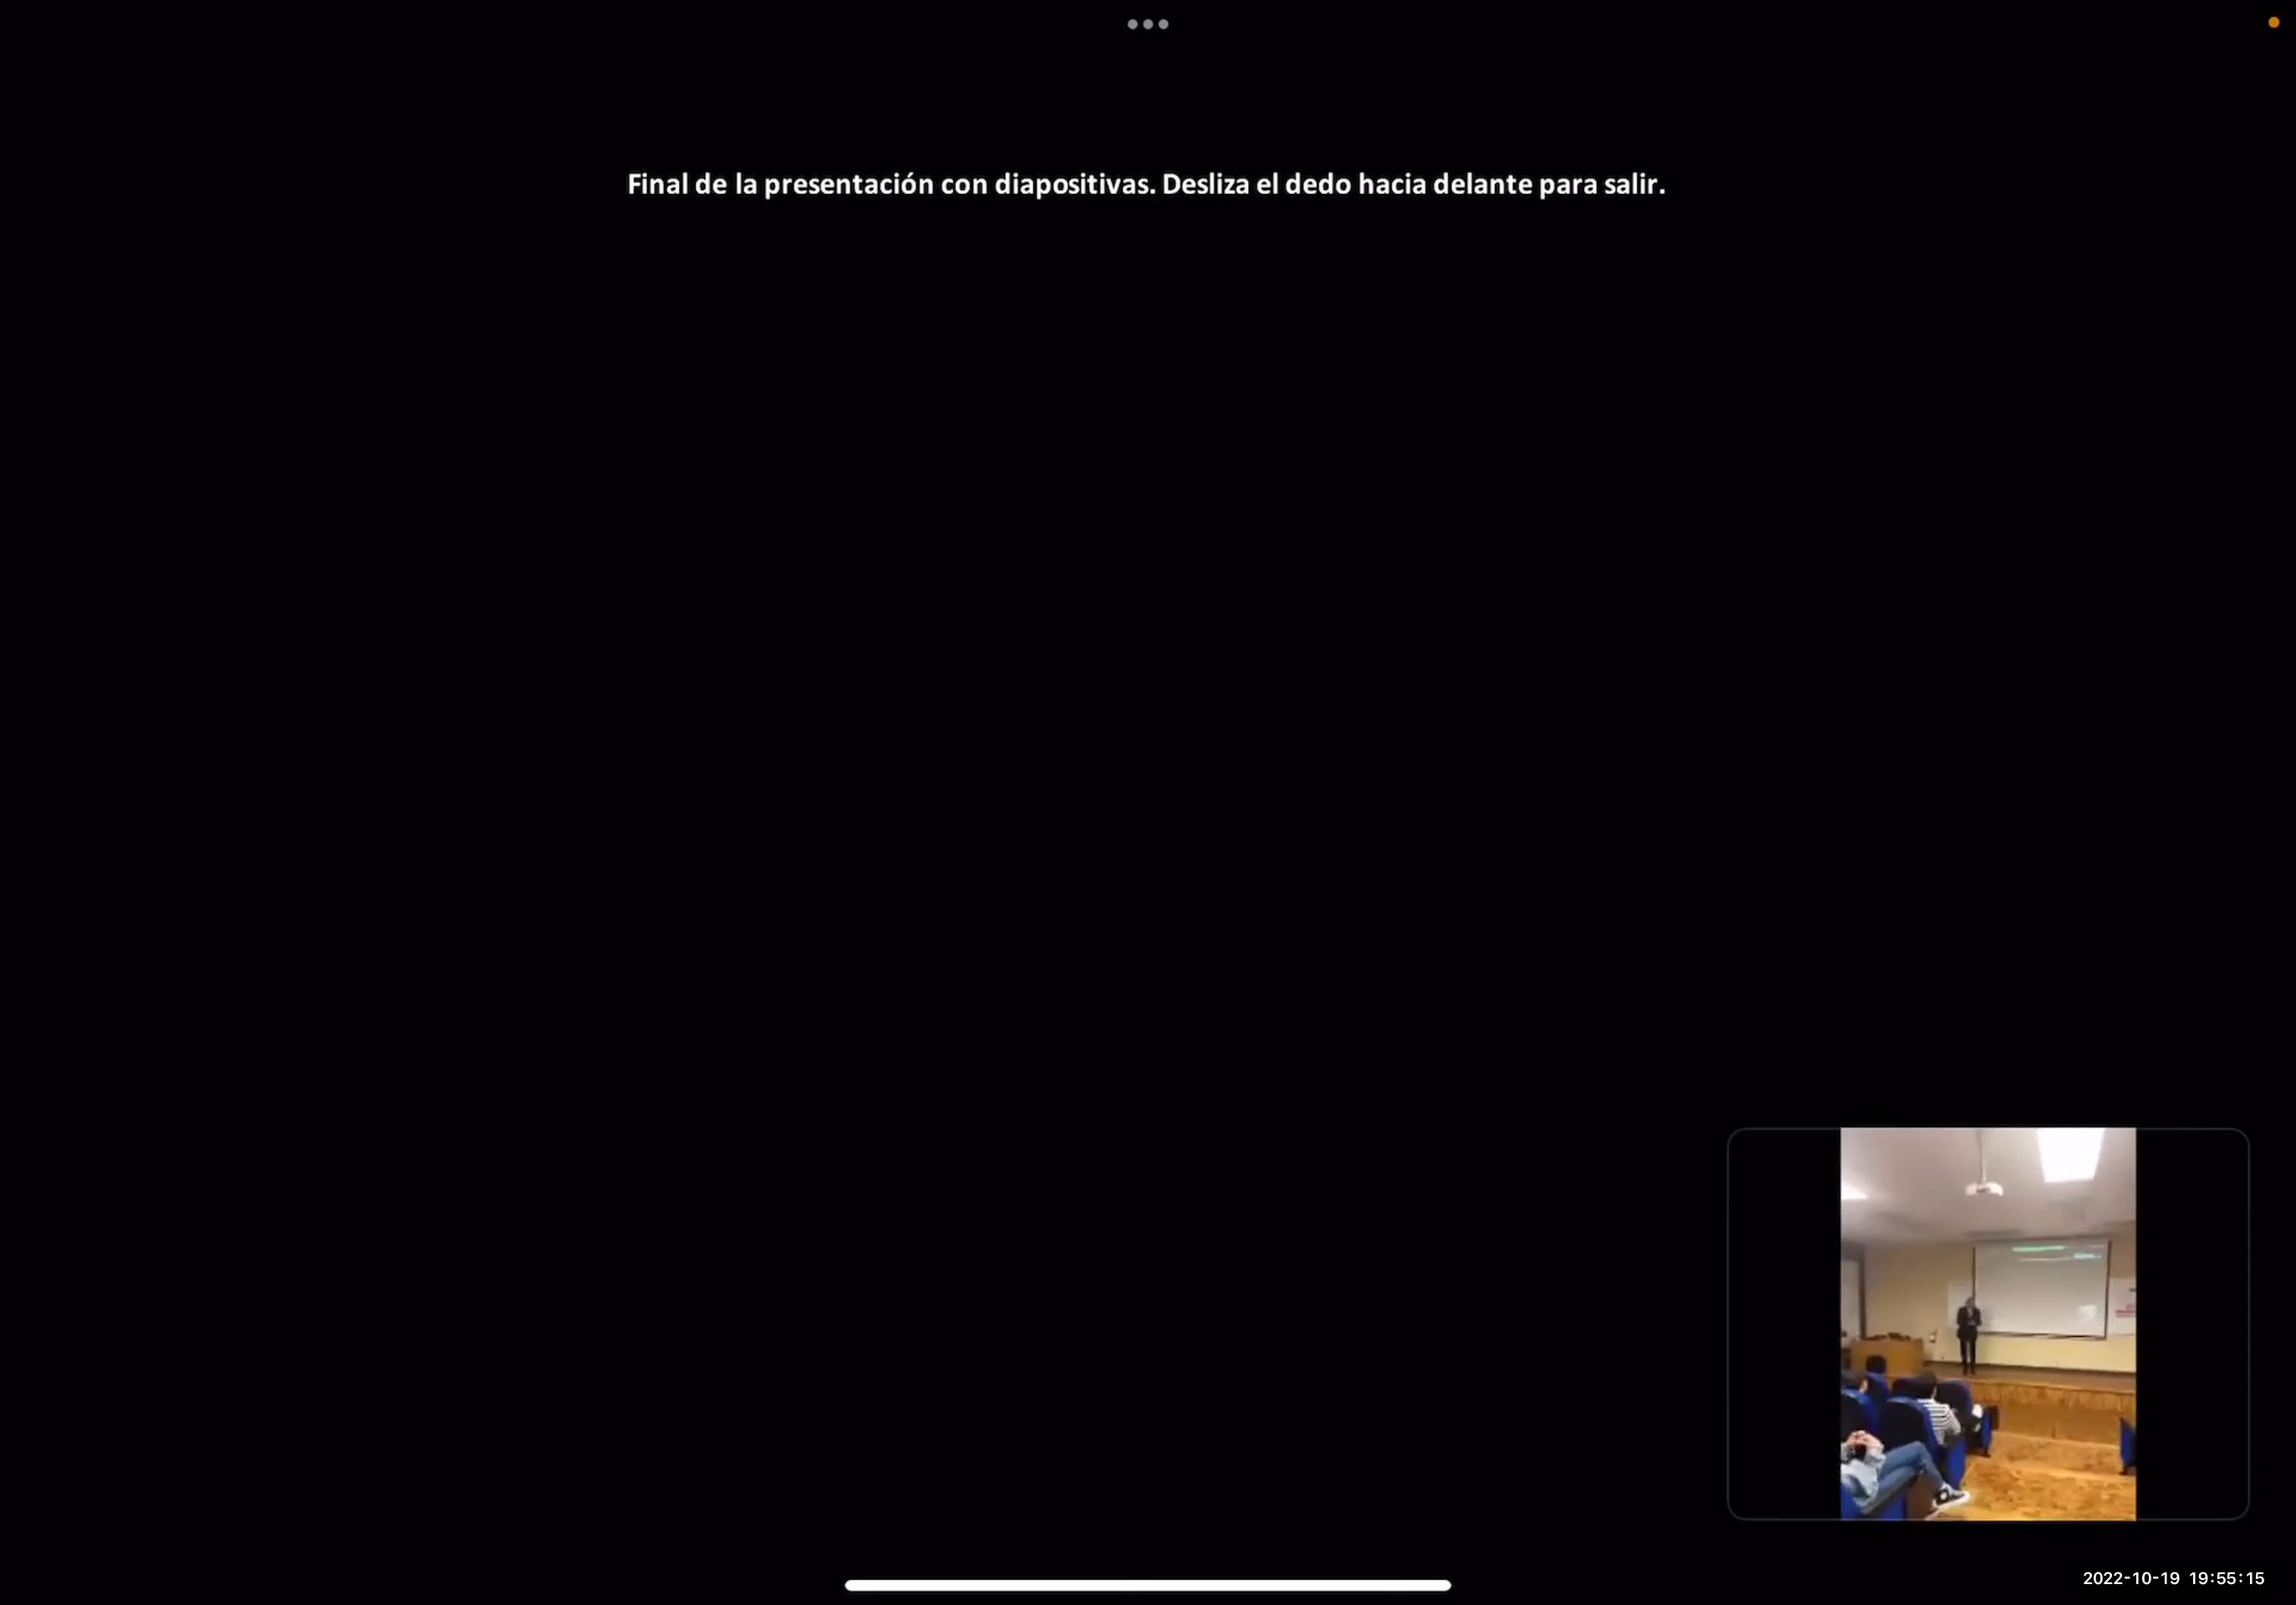 Final de la presentación con diapositivas. Desliza el dedo hacia delante para salir.
2022-10-19 19:55:15